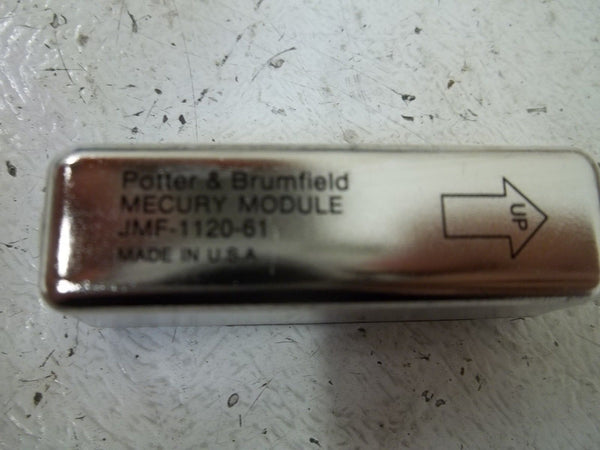 Potter & Brumfield
MECURY MODULE
JMF-1120-61
MADE IN U.S.A.
UP